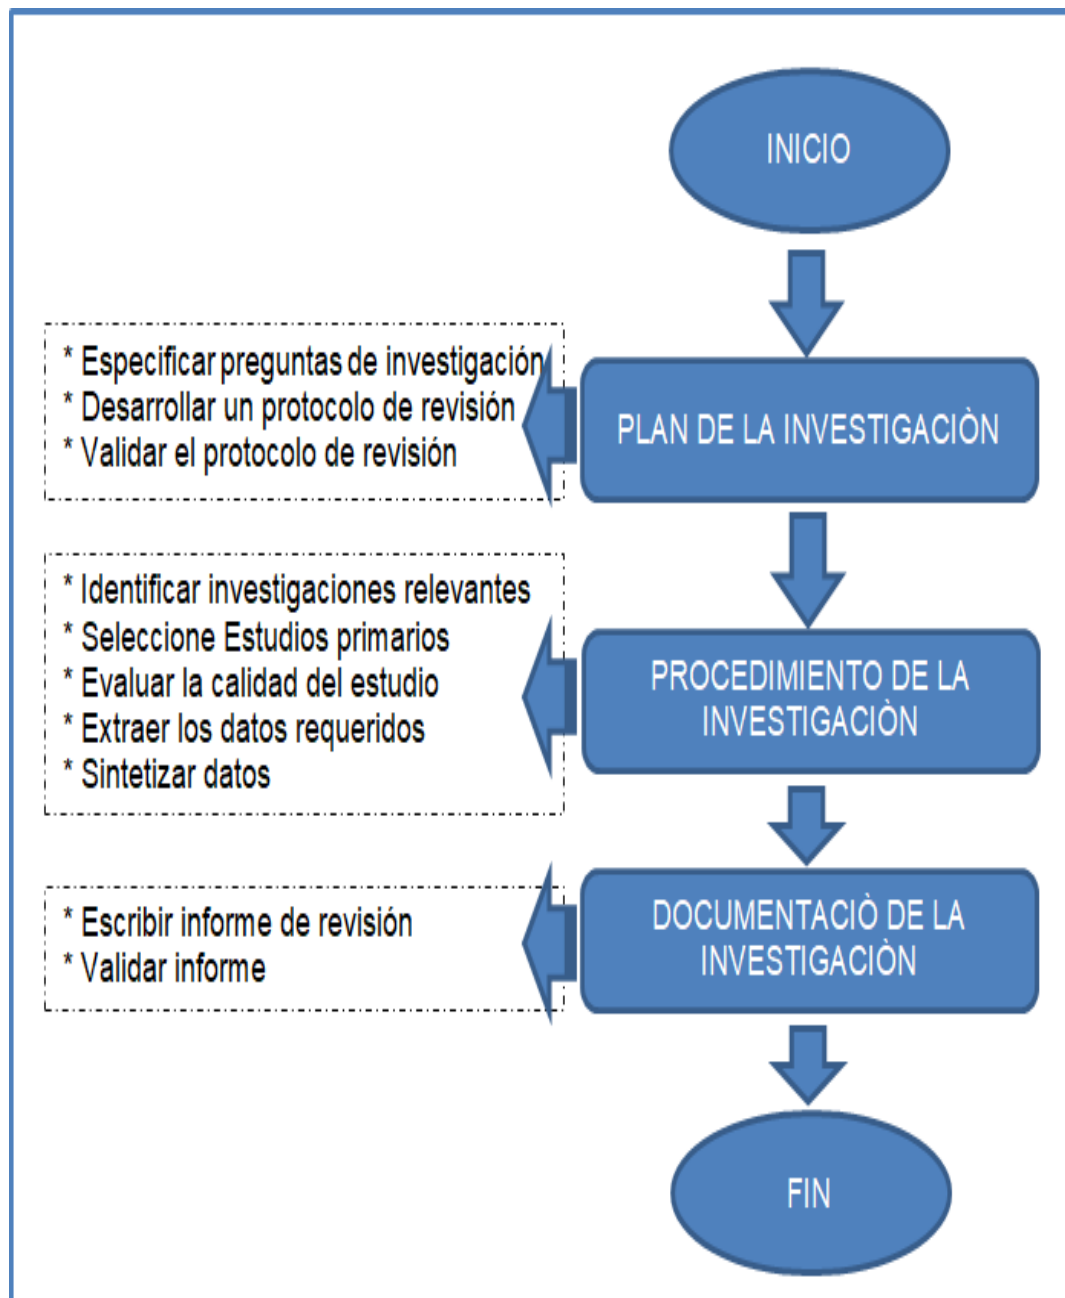 INICIO
* Especificar preguntas de investigación
* Desarrollar un protocolo de revisión
* Validar el protocolo de revisión
PLAN DE LA INVESTIGACIÒN
* Identificar investigaciones relevantes
* Seleccione Estudios primarios
* Evaluar la calidad del estudio
* Extraer los datos requeridos
* Sintetizar datos
PROCEDIMIENTO DE LA
INVESTIGACIÒN
* Escribir informe de revisión
* Validar informe
DOCUMENTACIÒ DE LA
INVESTIGACIÒN
FIN